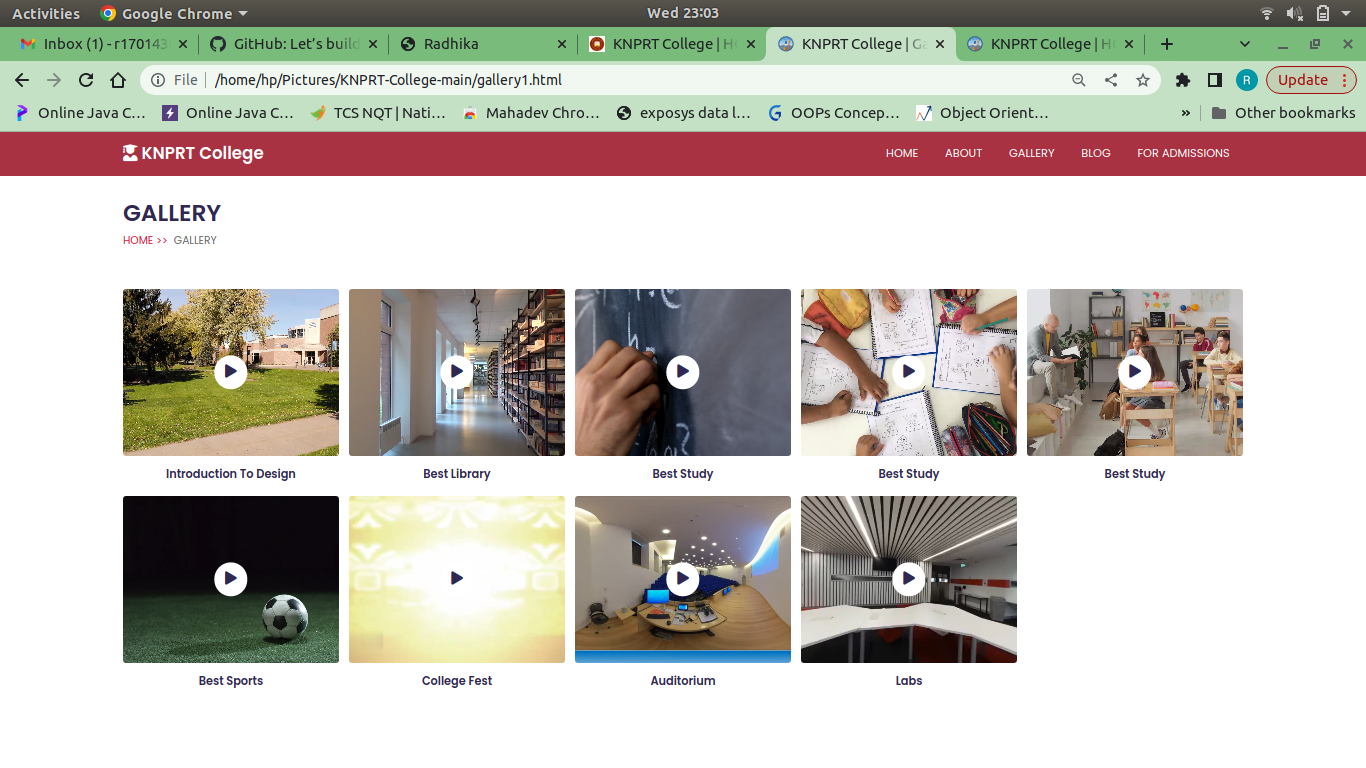 Activities Google Chrome Wed 23:03
Inbox (1) - r17014 GitHub: Let's build Radhika KNPRT College | H KNPRT College | G KNPRT College | H
File /home/hp/Pictures/KNPRT-College-main/gallery1.html R Update
Online Java C... Online Java C... TCS NQT | Nati... Mahadev Chro... exposys data l... OOPs Concep... Object Orient... » Other bookmarks
KNPRT College HOME ABOUT GALLERY BLOG FOR ADMISSIONS
GALLERY
HOME >> GALLERY
Introduction To Design Best Library Best Study Best Study Best Study
Best Sports College Fest Auditorium Labs